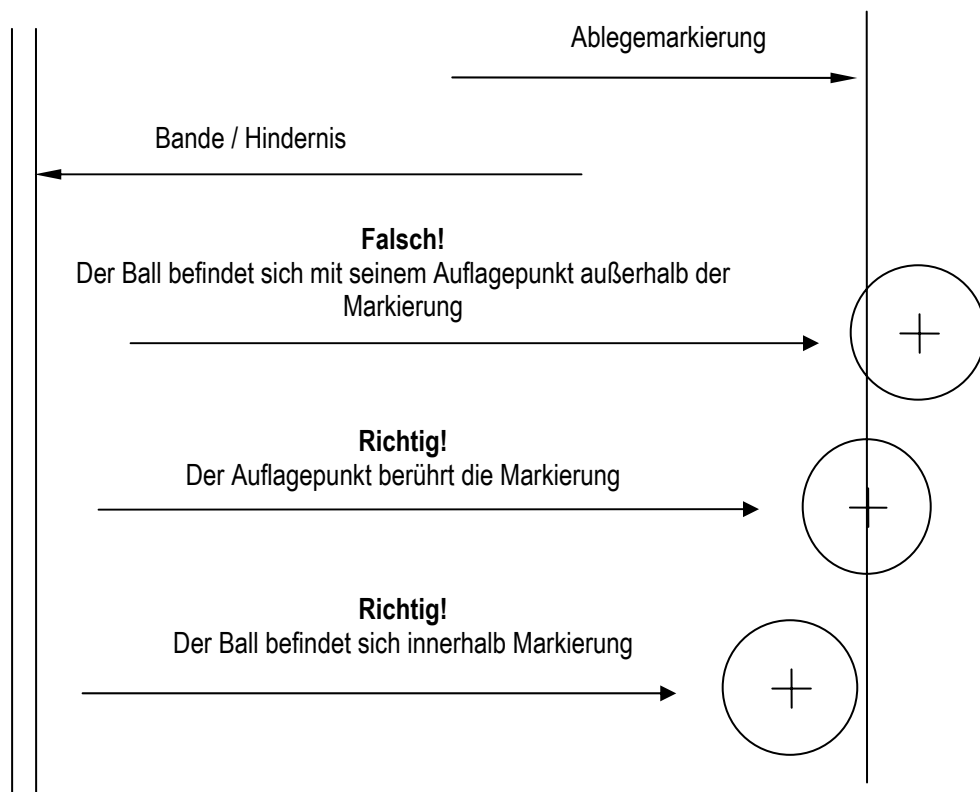 Ablegemarkierung
Bande / Hindernis
Falsch!
Der Ball befindet sich mit seinem Auflagepunkt außerhalb der
Markierung
Richtig!
Der Auflagepunkt berührt die Markierung
Richtig!
Der Ball befindet sich innerhalb Markierung